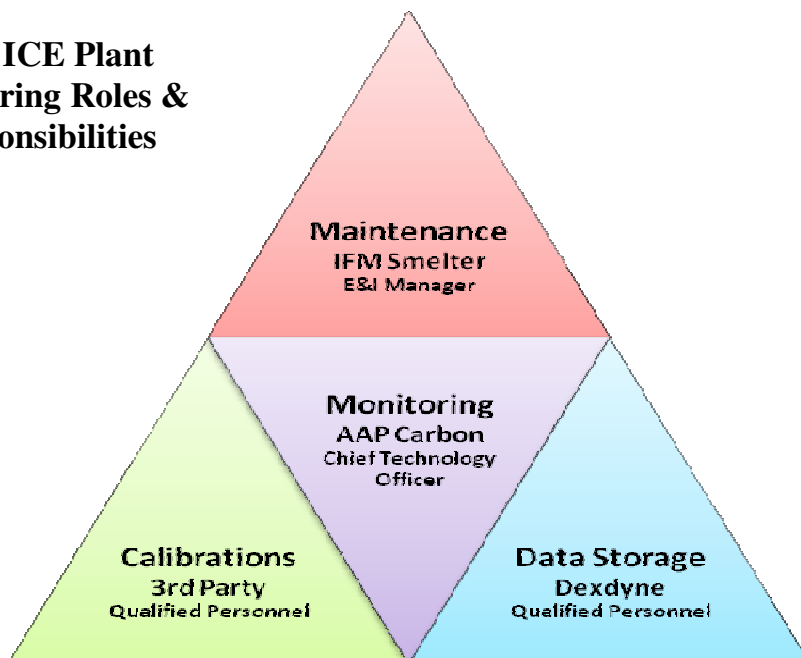 ICE Plant
ring Roles &
onsibilities
Maintenance
IFM Smelter
E&I Manager
Monitoring
AAP Carbon
Chief Technology
Officer
Calibrations
3rd Party
Qualified Personnel
Data Storage
Dexdyne
Qualified Personnel